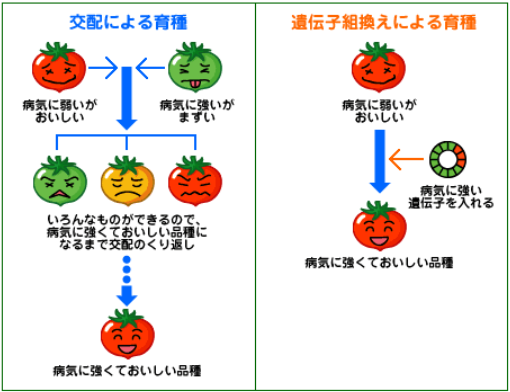 交配による育種
病気に弱いが
おいしい
病気に強いが
まずい
いろんなものができるので、
病気に強くておいしい品種に
なるまで交配のくり返し
病気に強くておいしい品種
遺伝子組換えによる育種
病気に弱いが
おいしい
病気に強い
遺伝子を入れる
病気に強くておいしい品種